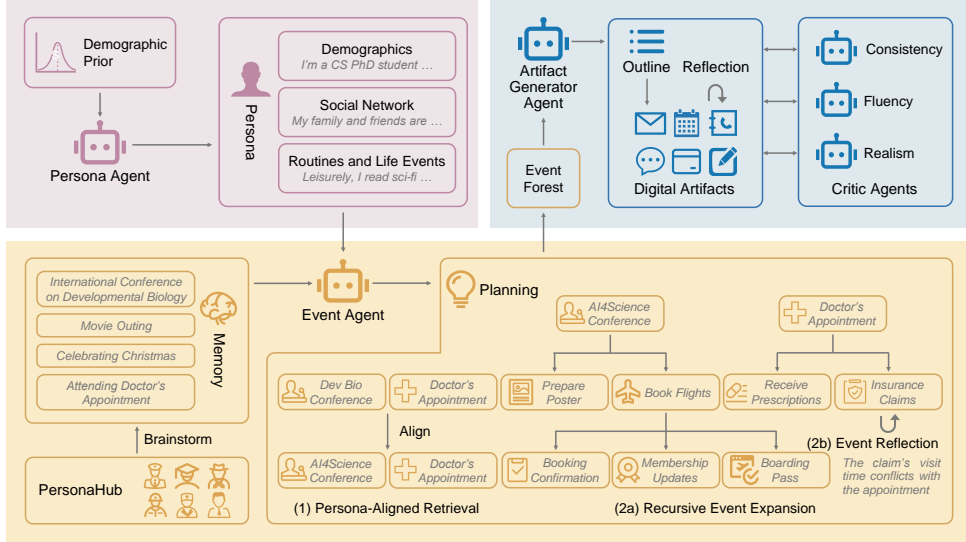 Demographic
Prior
Persona Agent
Persona
Demographics
I'm a CS PhD student …
Social Network
My family and friends are …
Routines and Life Events
Leisurely, I read sci-fi …
Artifact
Generator
Agent
Event
Forest
Outline
Reflection
Digital Artifacts
Consistency
Fluency
Realism
Critic Agents
International Conference
on Developmental Biology
Movie Outing
Celebrating Christmas
Attending Doctor's
Appointment
Memory
Brainstorm
PersonaHub
Event Agent
Planning
AI4Science
Conference
Doctor's
Appointment
Dev Bio
Conference
Doctor's
Appointment
Prepare
Poster
Book Flights
Receive
Prescriptions
Insurance
Claims
Align
(2b) Event Reflection
AI4Science
Conference
Doctor's
Appointment
Booking
Confirmation
Membership
Updates
Boarding
Pass
The claim's visit
time conflicts with
the appointment
(1) Persona-Aligned Retrieval
(2a) Recursive Event Expansion